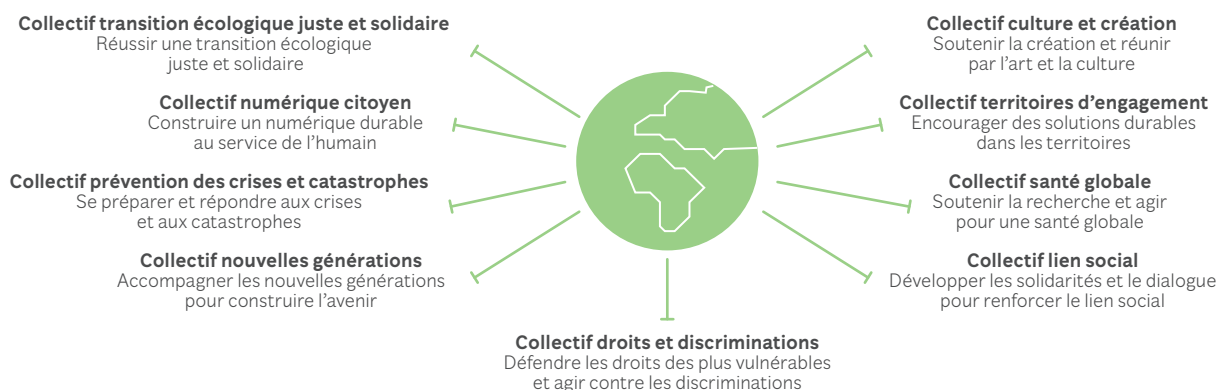 Collectif transition écologique juste et solidaire
Réussir une transition écologique
juste et solidaire
Collectif numérique citoyen
Construire un numérique durable
au service de l'humain
Collectif prévention des crises et catastrophes
Se préparer et répondre aux crises
et aux catastrophes
Collectif nouvelles générations
Accompagner les nouvelles générations
pour construire l'avenir
Collectif droits et discriminations
Défendre les droits des plus vulnérables
et agir contre les discriminations
Collectif culture et création
Soutenir la création et réunir
par l'art et la culture
Collectif territoires d'engagement
Encourager des solutions durables
dans les territoires
Collectif santé globale
Soutenir la recherche et agir
pour une santé globale
Collectif lien social
Développer les solidarités et le dialogue
pour renforcer le lien social